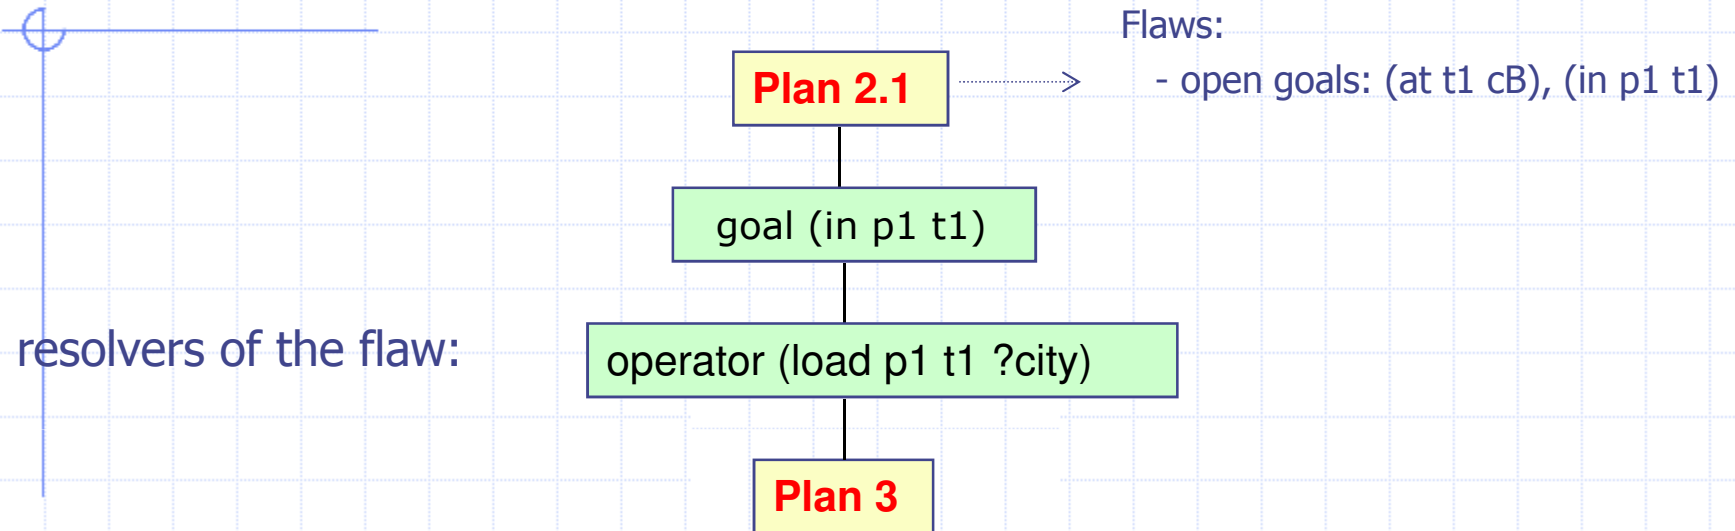 Flaws:
Plan 2.1
- open goals: (at t1 cB), (in p1 t1)
goal (in p1 t1)
resolvers of the flaw:
operator (load p1 t1 ?city)
Plan 3